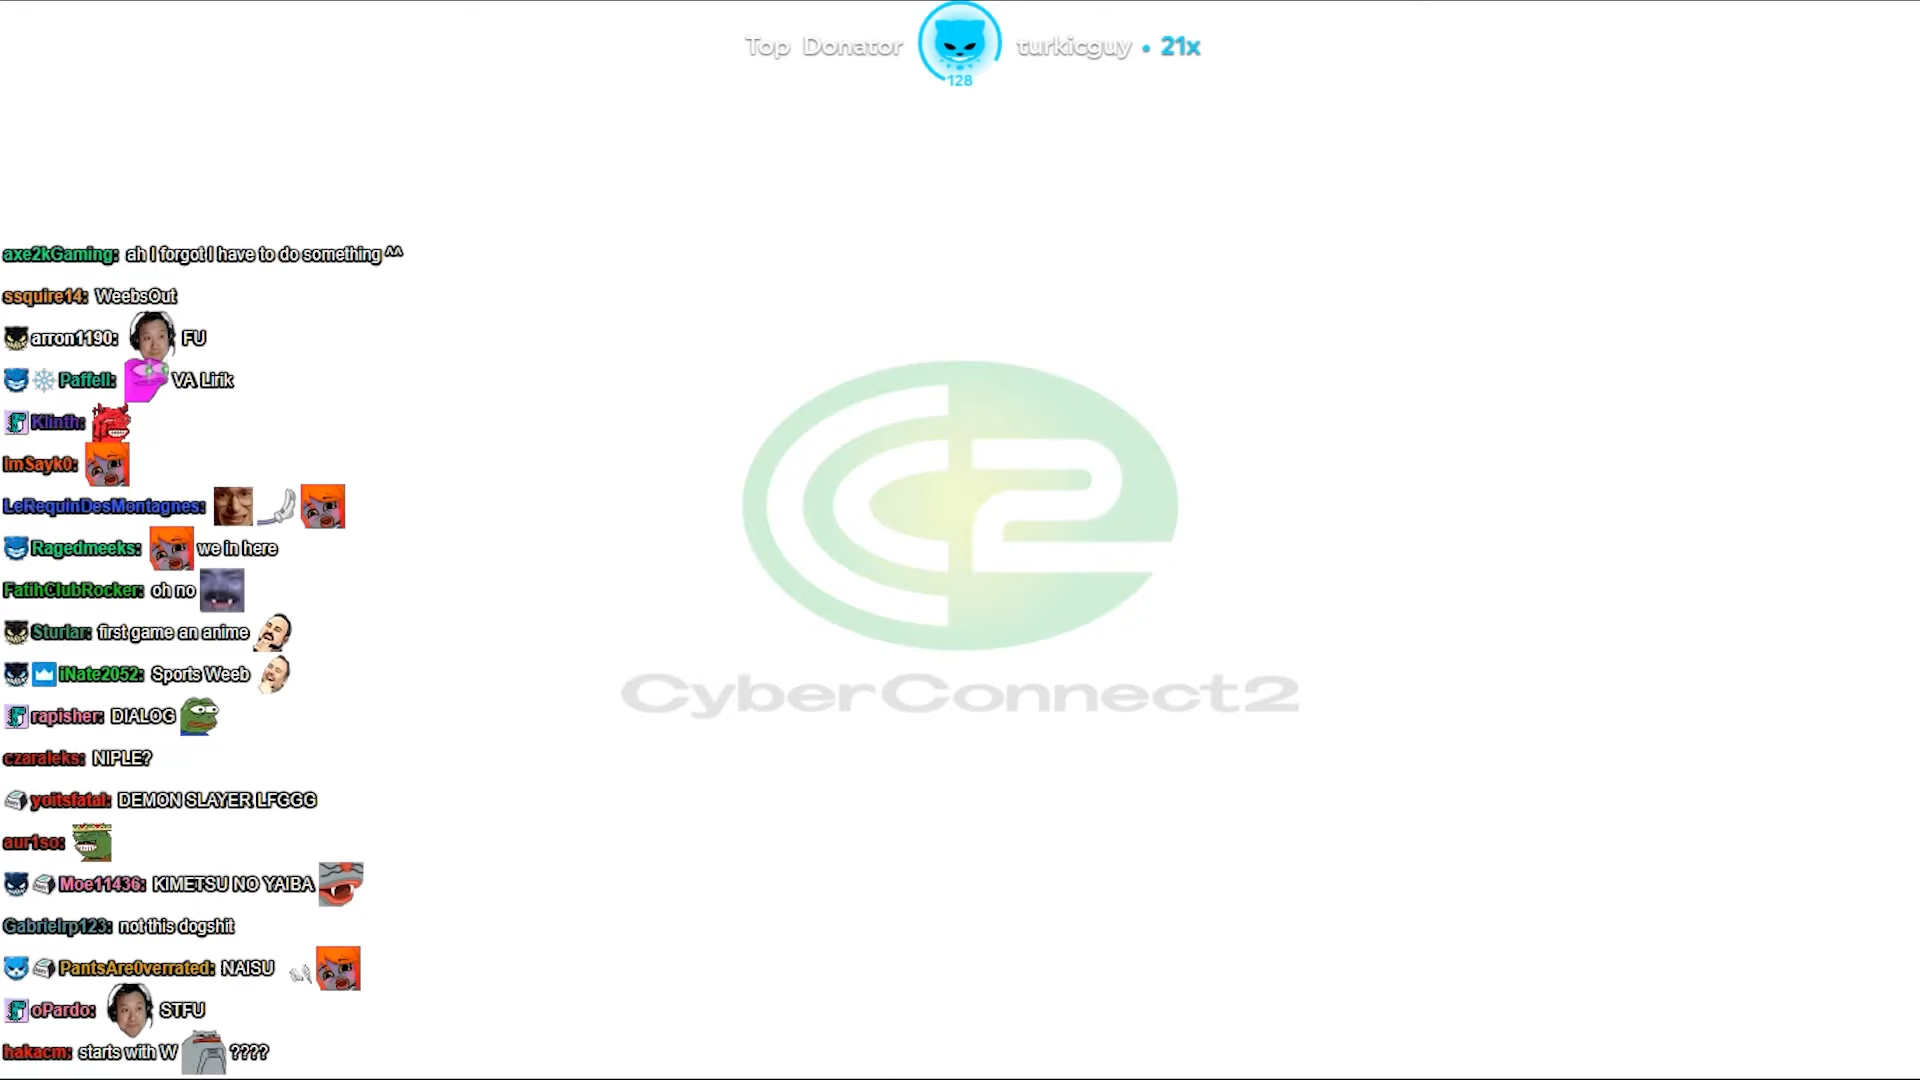 Top Donator turkicguy • 21x
128
axe2kGaming: ah I forgot I have to do something ^^
ssquire14: WeebsOut
arron1190: FU
Paffell: VA Lirik
Klinth:
ImSayk0:
LeRequinDesMontagnes:
Ragedmeeks: we in here
FatihClubRocker: oh no
Sturlar: first game an anime
iNate2052: Sports Weeb
rapisher: DIALOG
czaraleks: NIPLE?
yoitsfatal: DEMON SLAYER LFGGG
aur1so:
Moe11436: KIMETSU NO YAIBA
Gabrielrp123: not this dogshit
PantsAre0verrated: NAISU
oPardo: STFU
hakacm: starts with W ????
C2
CyberConnect2